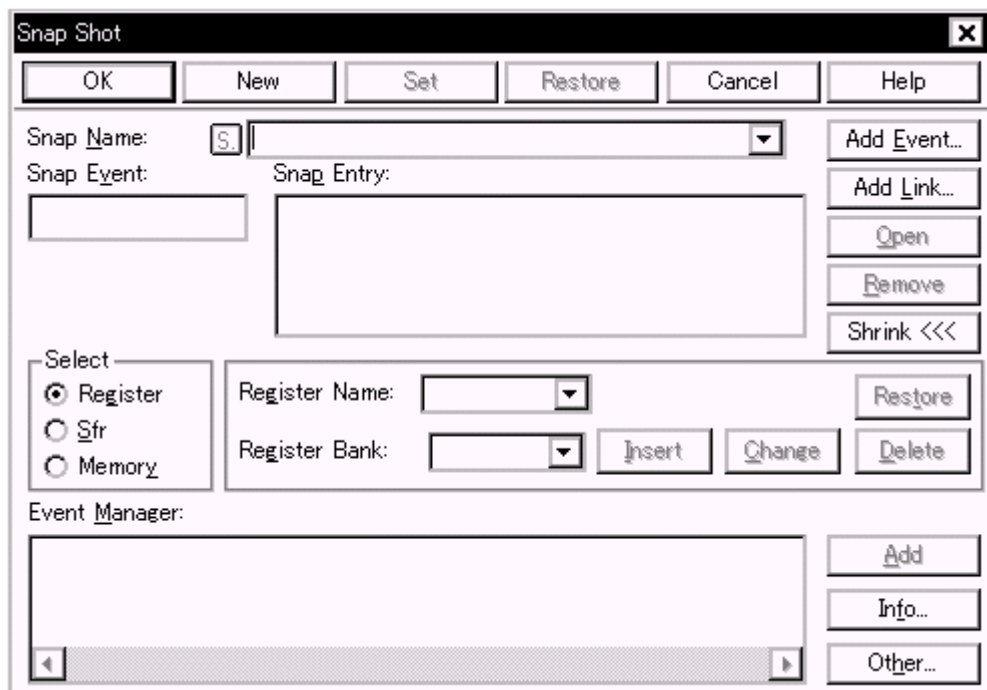 Snap Shot
OK New Set Restore Cancel Help
Snap Name: S. Add Event...
Snap Event: Snap Entry: Add Link...
Open
Remove
Shrink <<<
Select
Register Register Name: Restore
Sfr
Memory Register Bank: Insert Change Delete
Event Manager:
Add
Info...
Other...